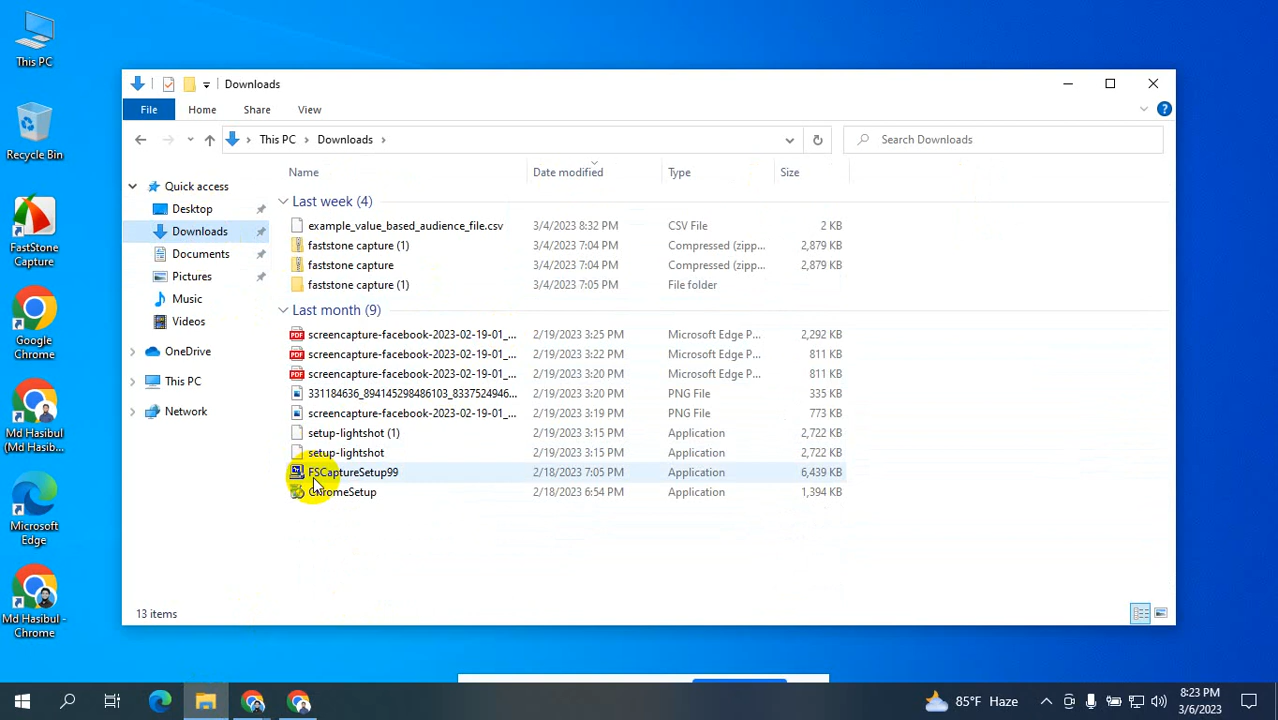 This PC
Recycle Bin
FastStone
Capture
Google
Chrome
Md Hasibul
(Md Hasib...
Microsoft
Edge
Md Hasibul -
Chrome
Downloads
File Home Share View
This PC Downloads Search Downloads
Quick access
Desktop
Downloads
Documents
Pictures
Music
Videos
OneDrive
This PC
Network
Name Date modified Type Size
Last week (4)
example_value_based_audience_file.csv 3/4/2023 8:32 PM CSV File 2 KB
faststone capture (1) 3/4/2023 7:04 PM Compressed (zipp... 2,879 KB
faststone capture 3/4/2023 7:04 PM Compressed (zipp... 2,879 KB
faststone capture (1) 3/4/2023 7:05 PM File folder
Last month (9)
screencapture-facebook-2023-02-19-01_... 2/19/2023 3:25 PM Microsoft Edge P... 2,292 KB
screencapture-facebook-2023-02-19-01_... 2/19/2023 3:22 PM Microsoft Edge P... 811 KB
screencapture-facebook-2023-02-19-01_... 2/19/2023 3:20 PM Microsoft Edge P... 811 KB
331184636_894145298486103_8337524946... 2/19/2023 3:20 PM PNG File 335 KB
screencapture-facebook-2023-02-19-01_... 2/19/2023 3:19 PM PNG File 773 KB
setup-lightshot (1) 2/19/2023 3:15 PM Application 2,722 KB
setup-lightshot 2/19/2023 3:15 PM Application 2,722 KB
FSCaptureSetup99 2/18/2023 7:05 PM Application 6,439 KB
ChromeSetup 2/18/2023 6:54 PM Application 1,394 KB
13 items
85°F Haze
8:23 PM
3/6/2023